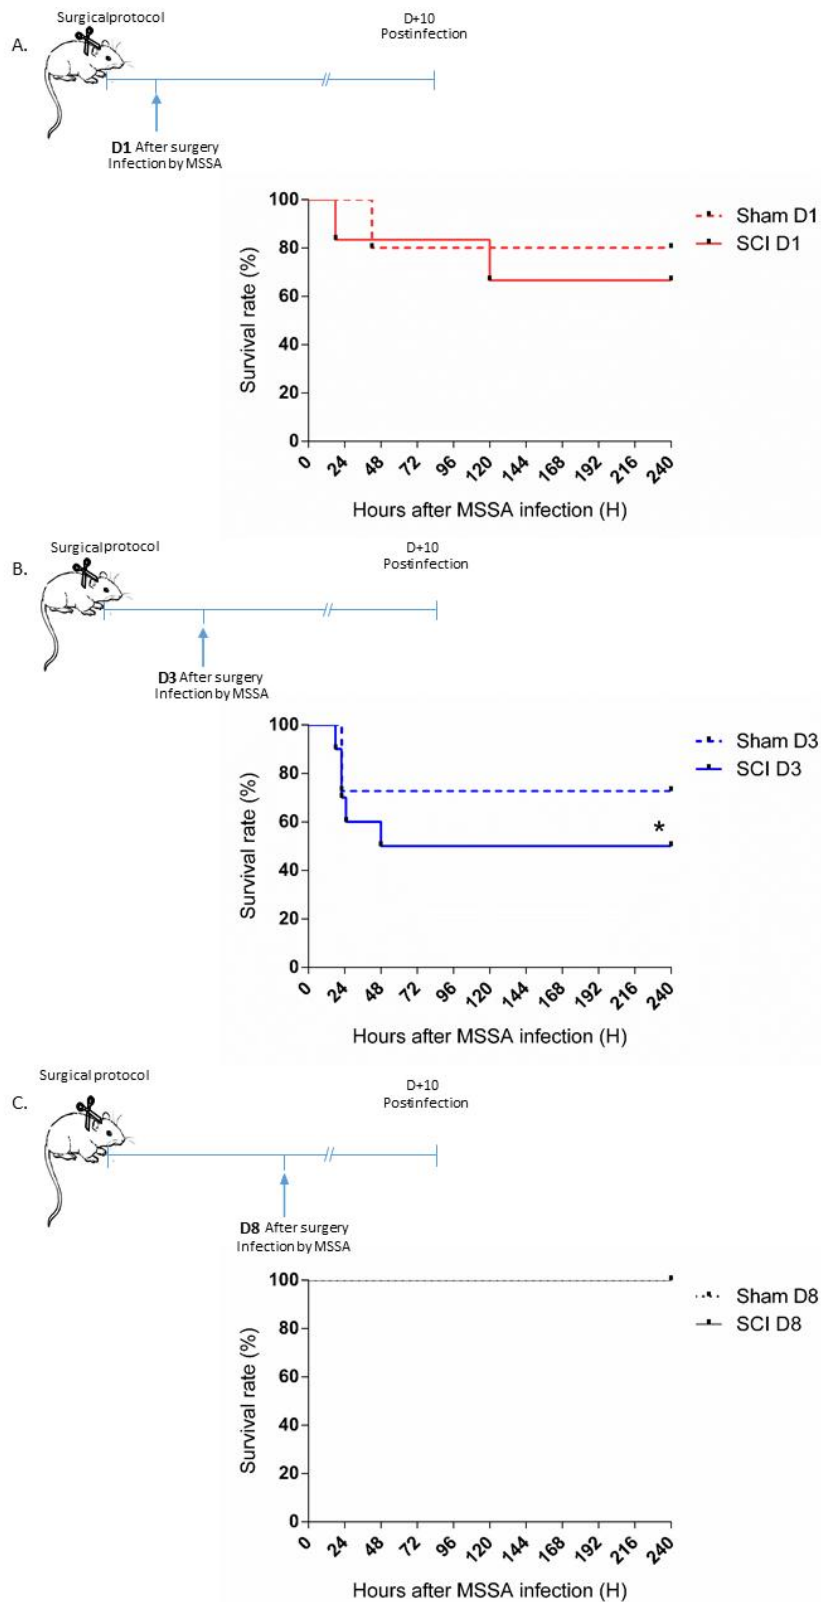 A.
Surgicalprotocol
D+10
Postinfection
D1 After surgery
Infection by MSSA
100
80
60
40
20
0
Survival rate (%)
0 24 48 72 96 120 144 168 192 216 240
Hours after MSSA infection (H)
Sham D1
SCI D1
B.
Surgicalprotocol
D+10
Postinfection
D3 After surgery
Infection by MSSA
100
80
60
40
20
0
Survival rate (%)
*
0 24 48 72 96 120 144 168 192 216 240
Hours after MSSA infection (H)
Sham D3
SCI D3
C.
Surgical protocol
D+10
Postinfection
D8 After surgery
Infection by MSSA
100
80
60
40
20
0
Survival rate (%)
0 24 48 72 96 120 144 168 192 216 240
Hours after MSSA infection (H)
Sham D8
SCI D8